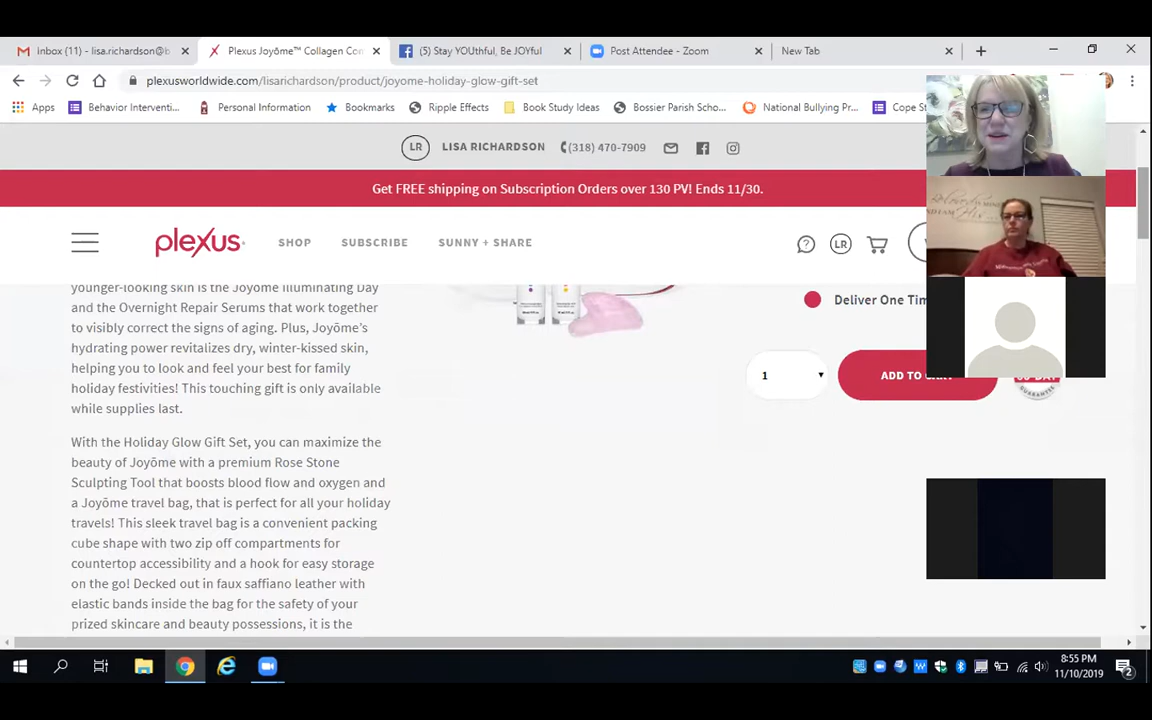 inbox (11) - lisa.richardson@b
Plexus Joyōme™ Collagen Con
(5) Stay YOUthful, Be JOYful
Post Attendee - Zoom
New Tab
plexusworldwide.com/lisarichardson/product/joyome-holiday-glow-gift-set
Apps
Behavior Interventi...
Personal Information
Bookmarks
Ripple Effects
Book Study Ideas
Bossier Parish Scho...
National Bullying Pr...
Cope St
LR
LISA RICHARDSON
(318) 470-7909
Get FREE shipping on Subscription Orders over 130 PV! Ends 11/30.
plexus
SHOP
SUBSCRIBE
SUNNY + SHARE
LR
younger-looking skin is the Joyōme Illuminating Day
and the Overnight Repair Serums that work together
to visibly correct the signs of aging. Plus, Joyōme's
hydrating power revitalizes dry, winter-kissed skin,
helping you to look and feel your best for family
holiday festivities! This touching gift is only available
while supplies last.
With the Holiday Glow Gift Set, you can maximize the
beauty of Joyōme with a premium Rose Stone
Sculpting Tool that boosts blood flow and oxygen and
a Joyōme travel bag, that is perfect for all your holiday
travels! This sleek travel bag is a convenient packing
cube shape with two zip off compartments for
countertop accessibility and a hook for easy storage
on the go! Decked out in faux saffiano leather with
elastic bands inside the bag for the safety of your
prized skincare and beauty possessions, it is the
Deliver One Tim
1
ADD TO CA
GUARANTEE
8:55 PM
11/10/2019
2